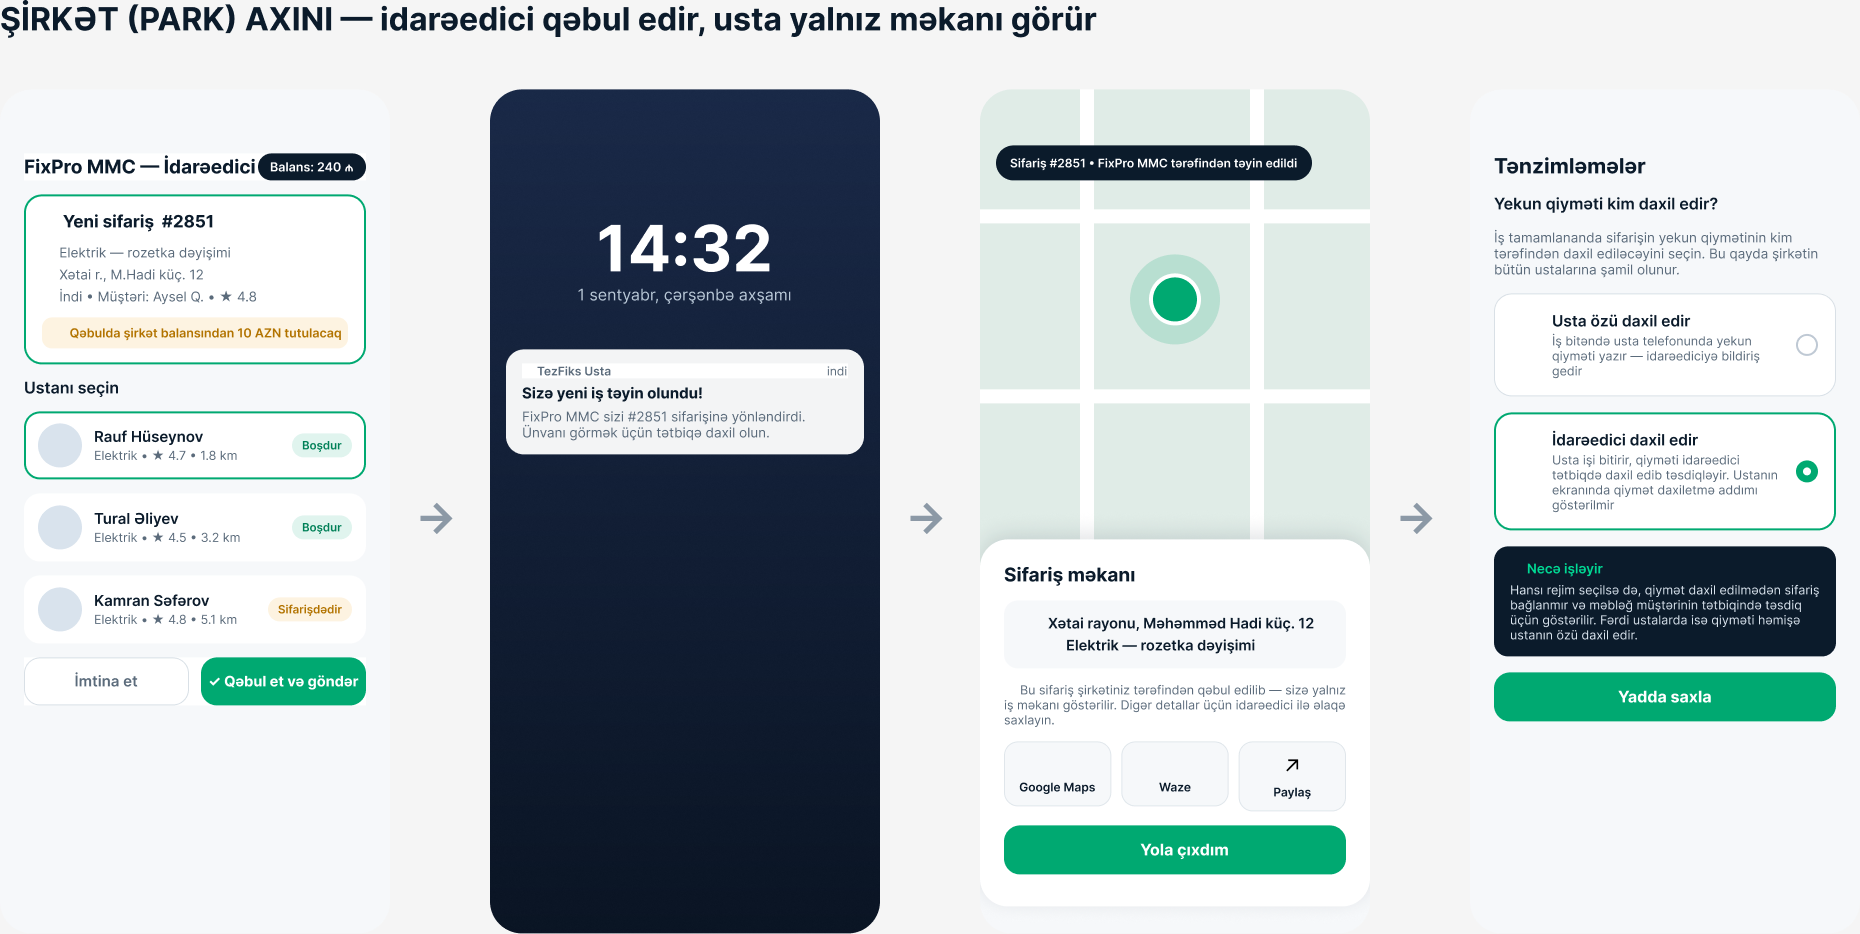 ŞİRKƏT (PARK) AXINI — idarəedici qəbul edir, usta yalnız məkanı görür
FixPro MMC — İdarəedici
Balans: 240 ₼
Yeni sifariş #2851
Elektrik — rozetka dəyişimi
Xətai r., M.Hadi küç. 12
İndi • Müştəri: Aysel Q. • ★ 4.8
Qəbulda şirkət balansından 10 AZN tutulacaq
Ustanı seçin
Rauf Hüseynov
Elektrik • ★ 4.7 • 1.8 km
Boşdur
Tural Əliyev
Elektrik • ★ 4.5 • 3.2 km
Boşdur
Kamran Səfərov
Elektrik • ★ 4.8 • 5.1 km
Sifarişdədir
İmtina et
✓ Qəbul et və göndər
14:32
1 sentyabr, çərşənbə axşamı
TezFiks Usta
indi
Sizə yeni iş təyin olundu!
FixPro MMC sizi #2851 sifarişinə yönləndirdi.
Ünvanı görmək üçün tətbiqə daxil olun.
Sifariş #2851 • FixPro MMC tərəfindən təyin edildi
Sifariş məkanı
Xətai rayonu, Məhəmməd Hadi küç. 12
Elektrik — rozetka dəyişimi
Bu sifariş şirkətiniz tərəfindən qəbul edilib — sizə yalnız
iş məkanı göstərilir. Digər detallar üçün idarəedici ilə əlaqə
saxlayın.
Google Maps
Waze
Paylaş
Yola çıxdım
Tənzimləmələr
Yekun qiyməti kim daxil edir?
İş tamamlananda sifarişin yekun qiymətinin kim
tərəfindən daxil ediləcəyini seçin. Bu qayda şirkətin
bütün ustalarına şamil olunur.
Usta özü daxil edir
İş bitəndə usta telefonunda yekun
qiyməti yazır — idarəediciyə bildiriş
gedir
İdarəedici daxil edir
Usta işi bitirir, qiyməti idarəedici
tətbiqdə daxil edib təsdiqləyir. Ustanın
ekranında qiymət daxiletmə addımı
göstərilmir
Necə işləyir
Hansı rejim seçilsə də, qiymət daxil edilmədən sifariş
bağlanmır və məbləğ müştərinin tətbiqində təsdiq
üçün göstərilir. Fərdi ustalarda isə qiyməti həmişə
ustanın özü daxil edir.
Yadda saxla